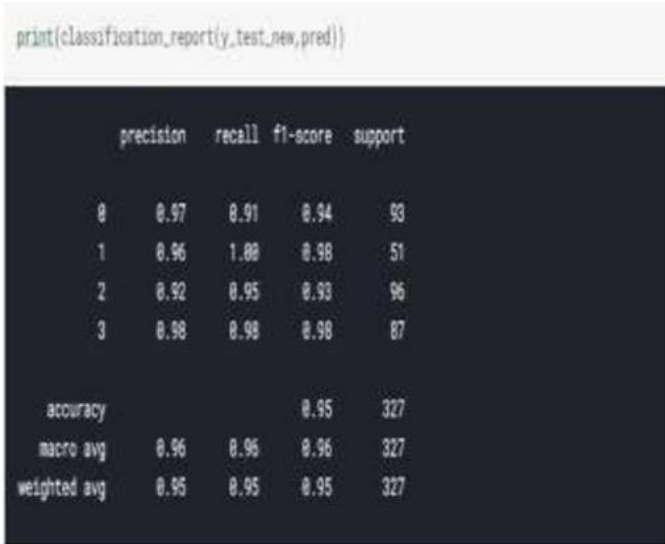 print(classification_report(y_test_new,pred))
precision recall f1-score support
0 0.97 0.91 0.94 93
1 0.96 1.00 0.98 51
2 0.92 0.95 0.93 96
3 0.98 0.98 0.98 87
accuracy 0.95 327
macro avg 0.96 0.96 0.96 327
weighted avg 0.95 0.95 0.95 327